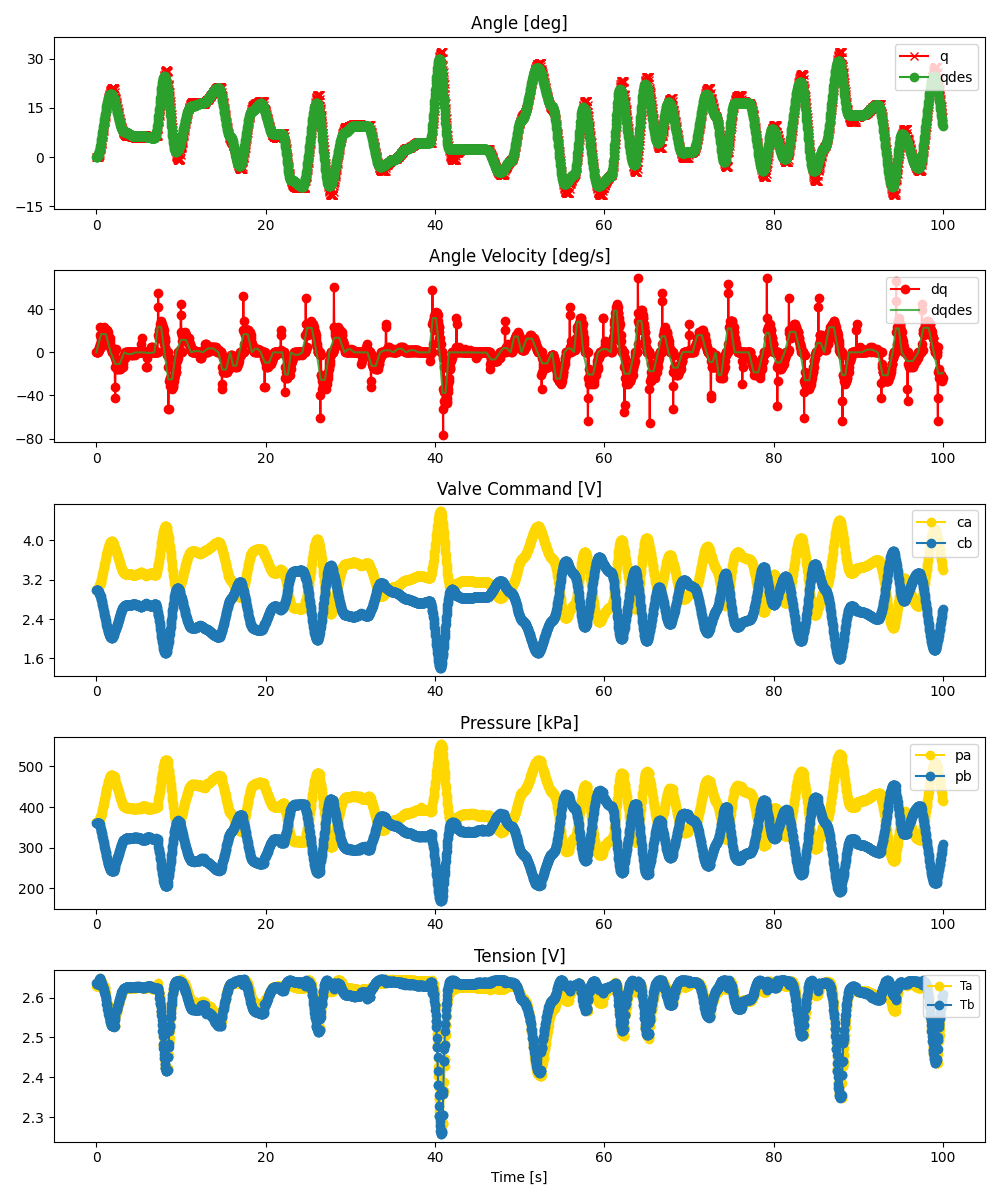 Angle [deg]
30
15
0
−15
q
qdes
0 20 40 60 80 100
Angle Velocity [deg/s]
40
0
−40
−80
dq
dqdes
0 20 40 60 80 100
Valve Command [V]
4.0
3.2
2.4
1.6
ca
cb
0 20 40 60 80 100
Pressure [kPa]
500
400
300
200
pa
pb
0 20 40 60 80 100
Tension [V]
2.6
2.5
2.4
2.3
Ta
Tb
0 20 40 60 80 100
Time [s]